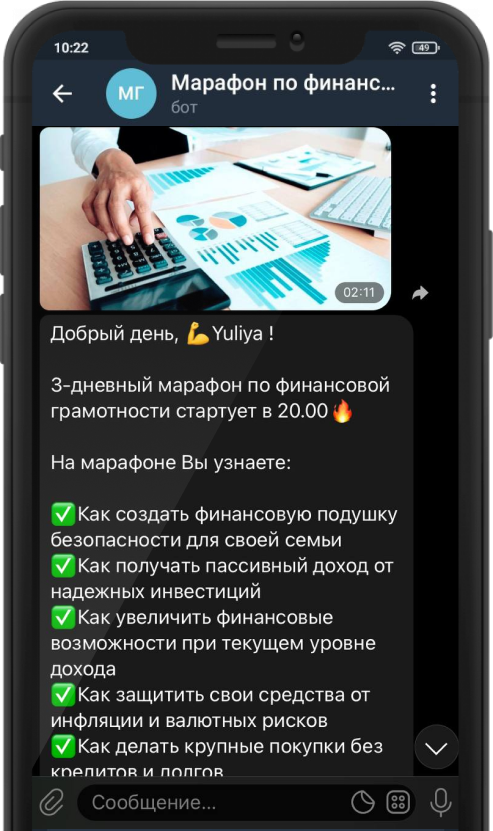 10:22
49
МГ
Марафон по финанс...
бот
02:11
Добрый день, 💪Yuliya !
3-дневный марафон по финансовой
грамотности стартует в 20.00🔥
На марафоне Вы узнаете:
✅Как создать финансовую подушку
безопасности для своей семьи
✅Как получать пассивный доход от
надежных инвестиций
✅Как увеличить финансовые
возможности при текущем уровне
дохода
✅Как защитить свои средства от
инфляции и валютных рисков
✅Как делать крупные покупки без
кредитов и долгов
Сообщение...